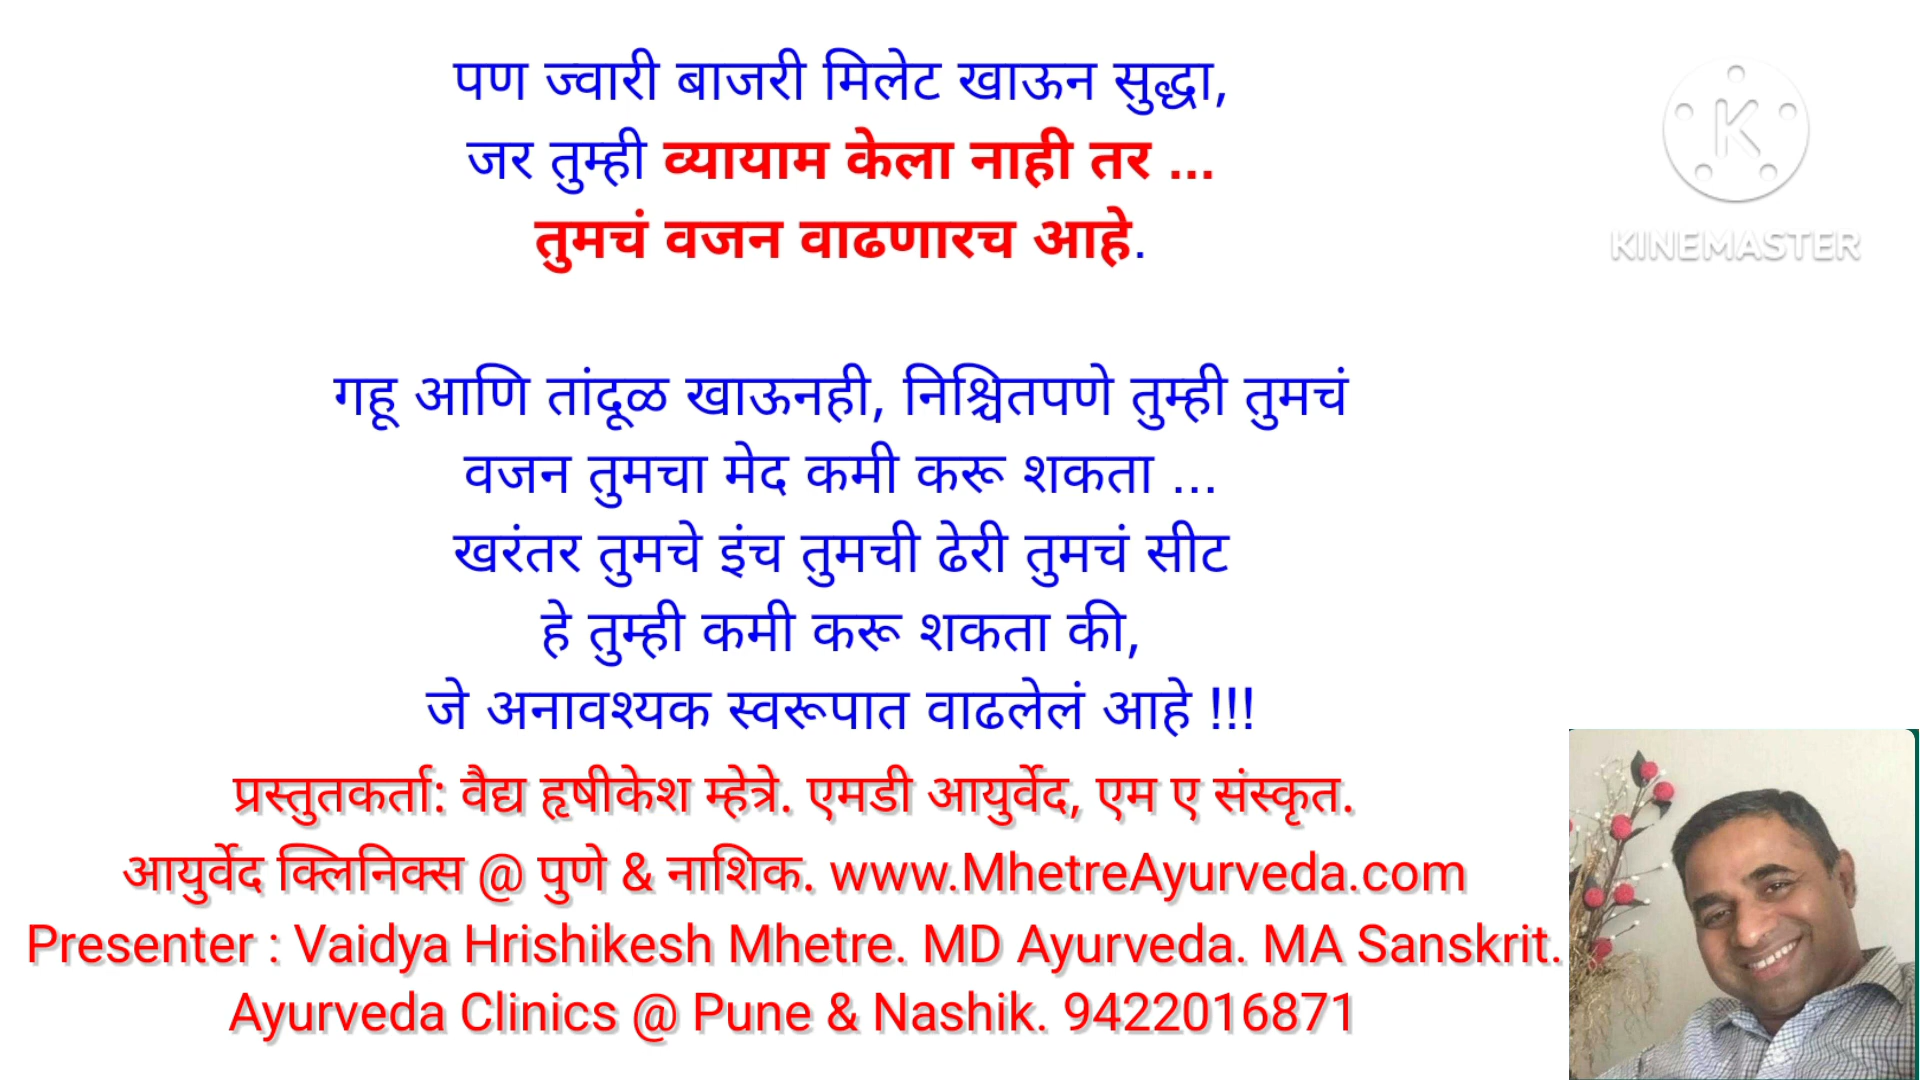 पण ज्वारी बाजरी मिलेट खाऊन सुद्धा,
जर तुम्ही व्यायाम केला नाही तर ...
तुमचं वजन वाढणारच आहे.
गहू आणि तांदूळ खाऊनही, निश्चितपणे तुम्ही तुमचं
वजन तुमचा मेद कमी करू शकता ...
खरंतर तुमचे इंच तुमची ढेरी तुमचं सीट
हे तुम्ही कमी करू शकता की,
जे अनावश्यक स्वरूपात वाढलेलं आहे !!!
प्रस्तुतकर्ता: वैद्य हृषीकेश म्हेत्रे. एमडी आयुर्वेद, एम ए संस्कृत.
आयुर्वेद क्लिनिक्स @ पुणे & नाशिक. www.MhetreAyurveda.com
Presenter : Vaidya Hrishikesh Mhetre. MD Ayurveda. MA Sanskrit.
Ayurveda Clinics @ Pune & Nashik. 9422016871
K
KINEMASTER